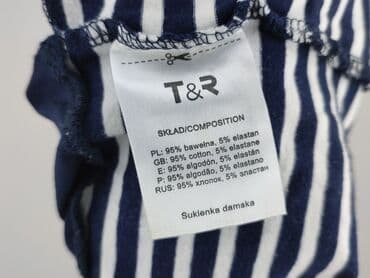 T&R
SKŁAD/COMPOSITION
PL: 95% bawełna, 5% elastan
GB: 95% cotton, 5% elastane
E: 95% algodón, 5% elastán
P: 95% algodão, 5% elastano
RUS: 95% хлопок, 5% эластан
Sukienka damska